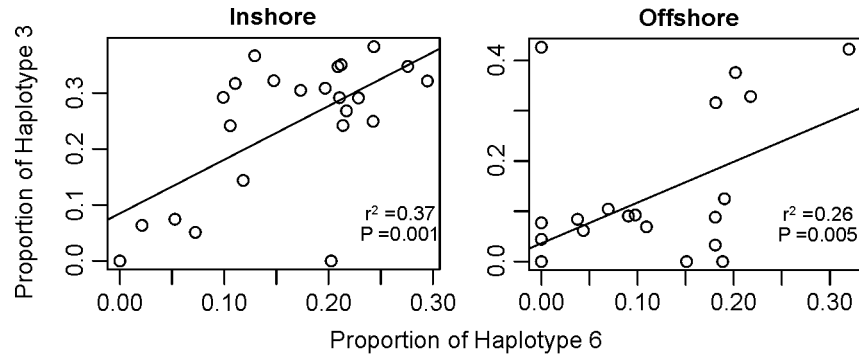 Inshore
Offshore
Proportion of Haplotype 3
0.3
0.2
0.1
0.0
r² =0.37
P =0.001
0.00 0.10 0.20 0.30
0.4
0.2
0.0
r² =0.26
P =0.005
0.00 0.10 0.20 0.30
Proportion of Haplotype 6